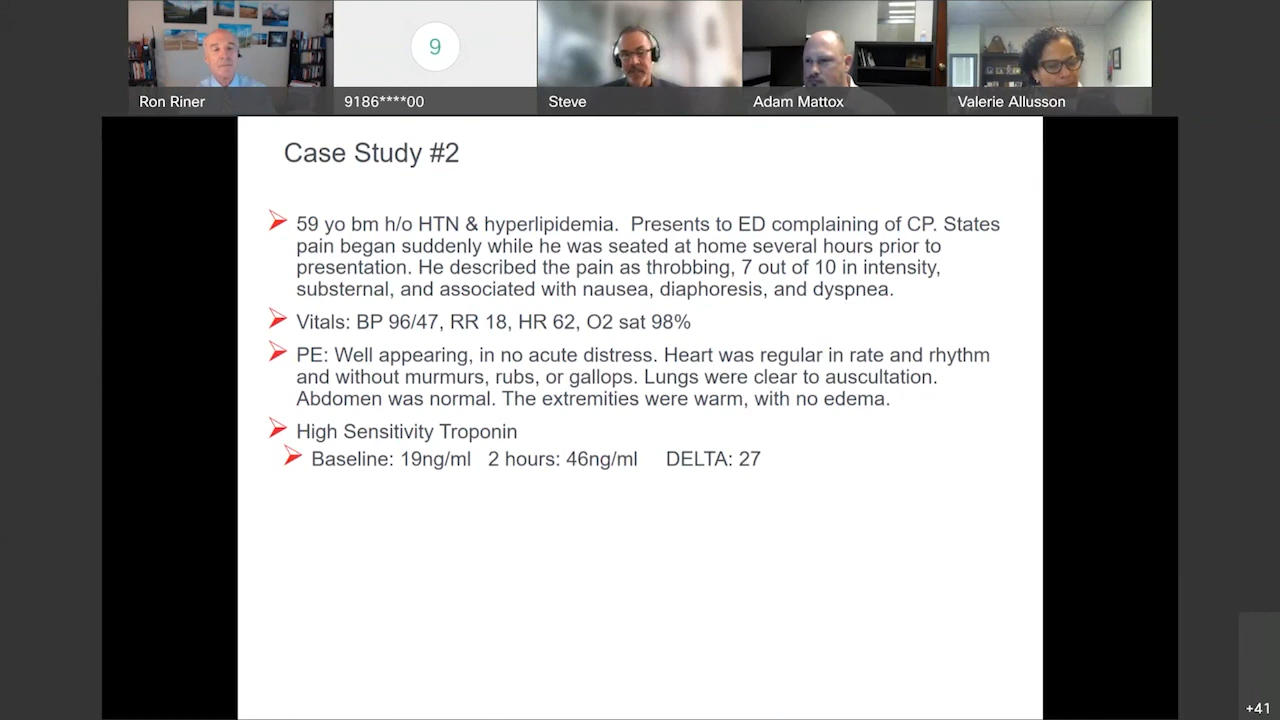 9
Ron Riner
9186****00
Steve
Adam Mattox
Valerie Allusson
Case Study #2
59 yo bm h/o HTN & hyperlipidemia. Presents to ED complaining of CP. States
pain began suddenly while he was seated at home several hours prior to
presentation. He described the pain as throbbing, 7 out of 10 in intensity,
substernal, and associated with nausea, diaphoresis, and dyspnea.
Vitals: BP 96/47, RR 18, HR 62, O2 sat 98%
PE: Well appearing, in no acute distress. Heart was regular in rate and rhythm
and without murmurs, rubs, or gallops. Lungs were clear to auscultation.
Abdomen was normal. The extremities were warm, with no edema.
High Sensitivity Troponin
Baseline: 19ng/ml 2 hours: 46ng/ml DELTA: 27
+41